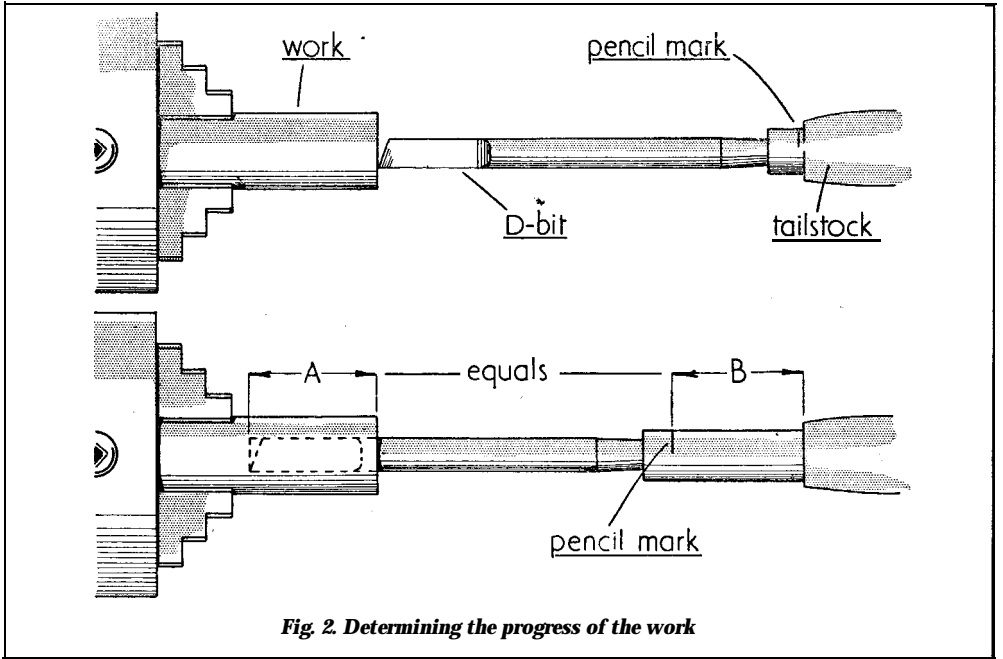 work
pencil mark
D-bit
tailstock
A
equals
B
pencil mark
Fig. 2. Determining the progress of the work